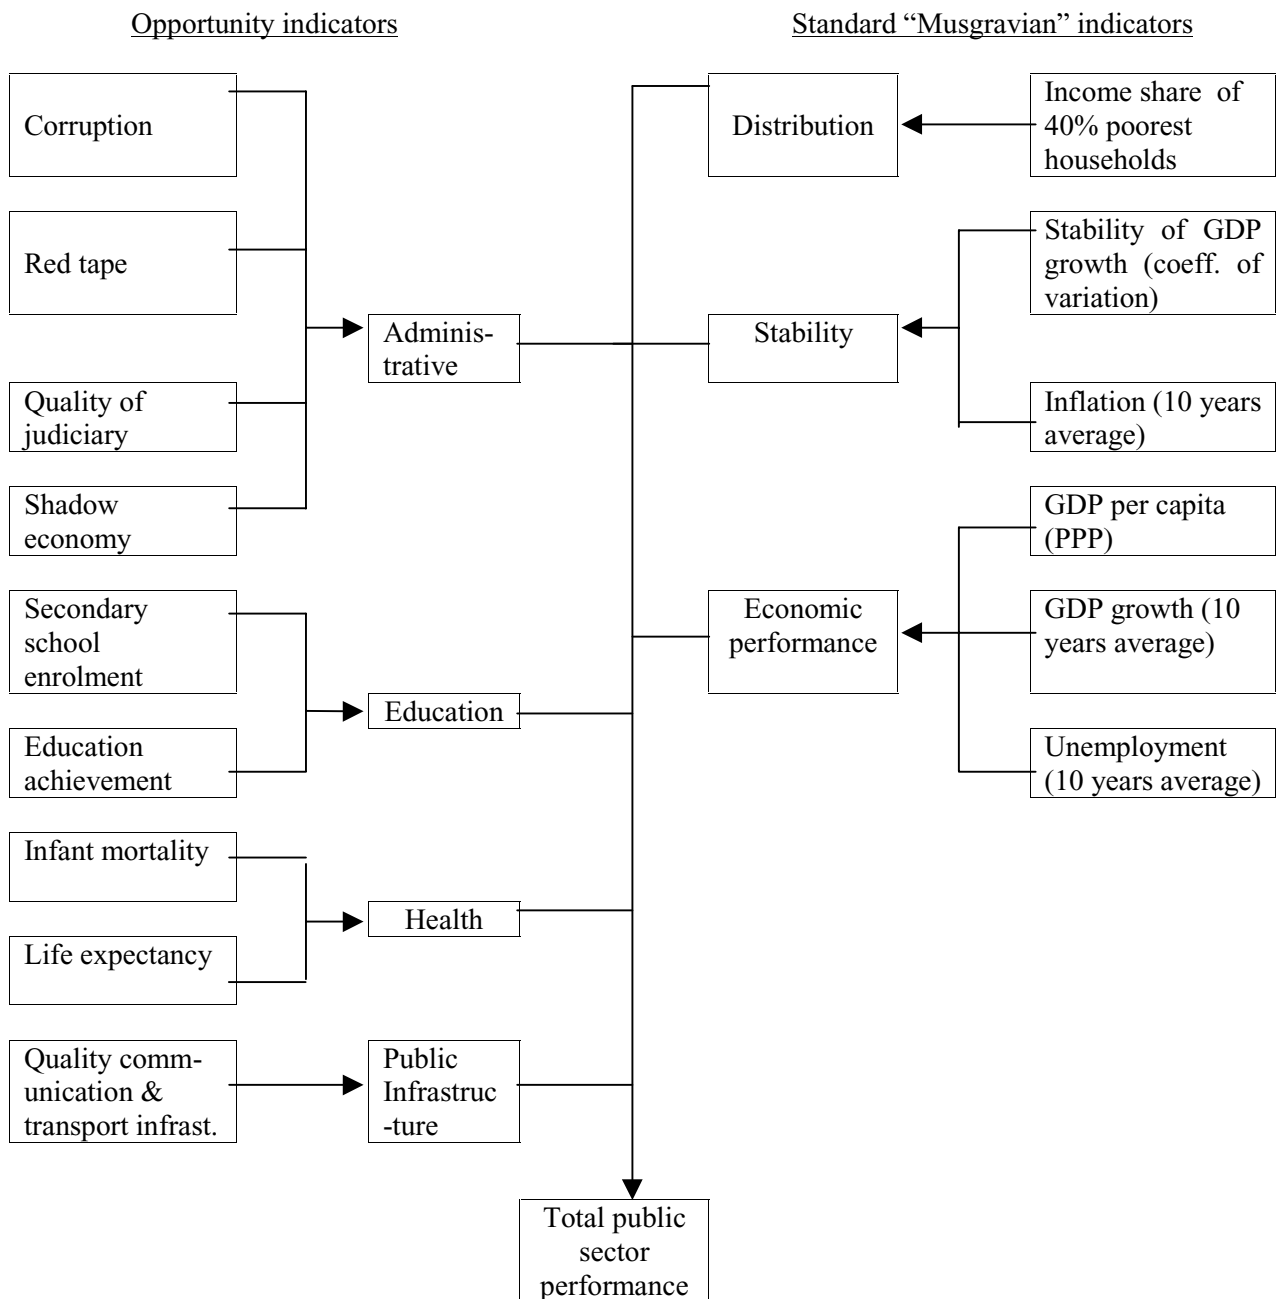 Opportunity indicators
Standard “Musgravian” indicators
Corruption
Red tape
Quality of
judiciary
Shadow
economy
Secondary
school
enrolment
Education
achievement
Infant mortality
Life expectancy
Quality comm-
unication &
transport infrast.
Adminis-
trative
Education
Health
Public
Infrastruc
-ture
Distribution
Stability
Economic
performance
Income share of
40% poorest
households
Stability of GDP
growth (coeff. of
variation)
Inflation (10 years
average)
GDP per capita
(PPP)
GDP growth (10
years average)
Unemployment
(10 years average)
Total public
sector
performance